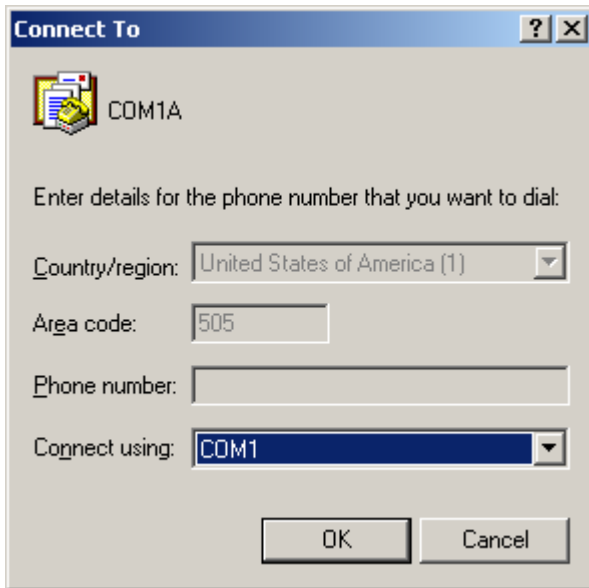 Connect To
COM1A
Enter details for the phone number that you want to dial:
Country/region: United States of America (1)
Area code: 505
Phone number:
Connect using: COM1
OK Cancel